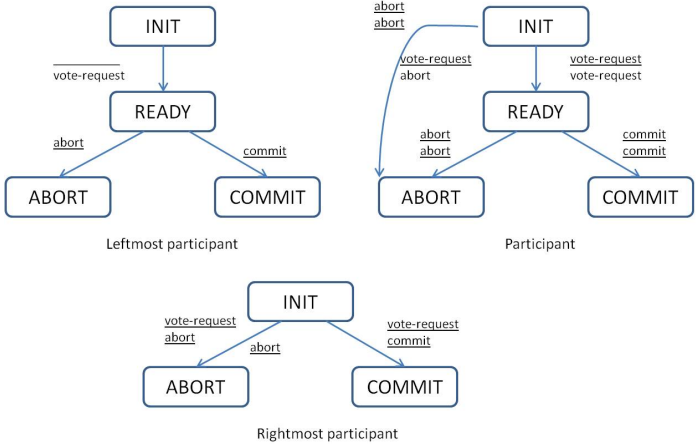 INIT
vote-request
READY
abort
commit
ABORT
COMMIT
Leftmost participant
abort
abort
INIT
vote-request
abort
vote-request
vote-request
READY
abort
abort
commit
commit
ABORT
COMMIT
Participant
INIT
vote-request
abort
abort
vote-request
commit
ABORT
COMMIT
Rightmost participant